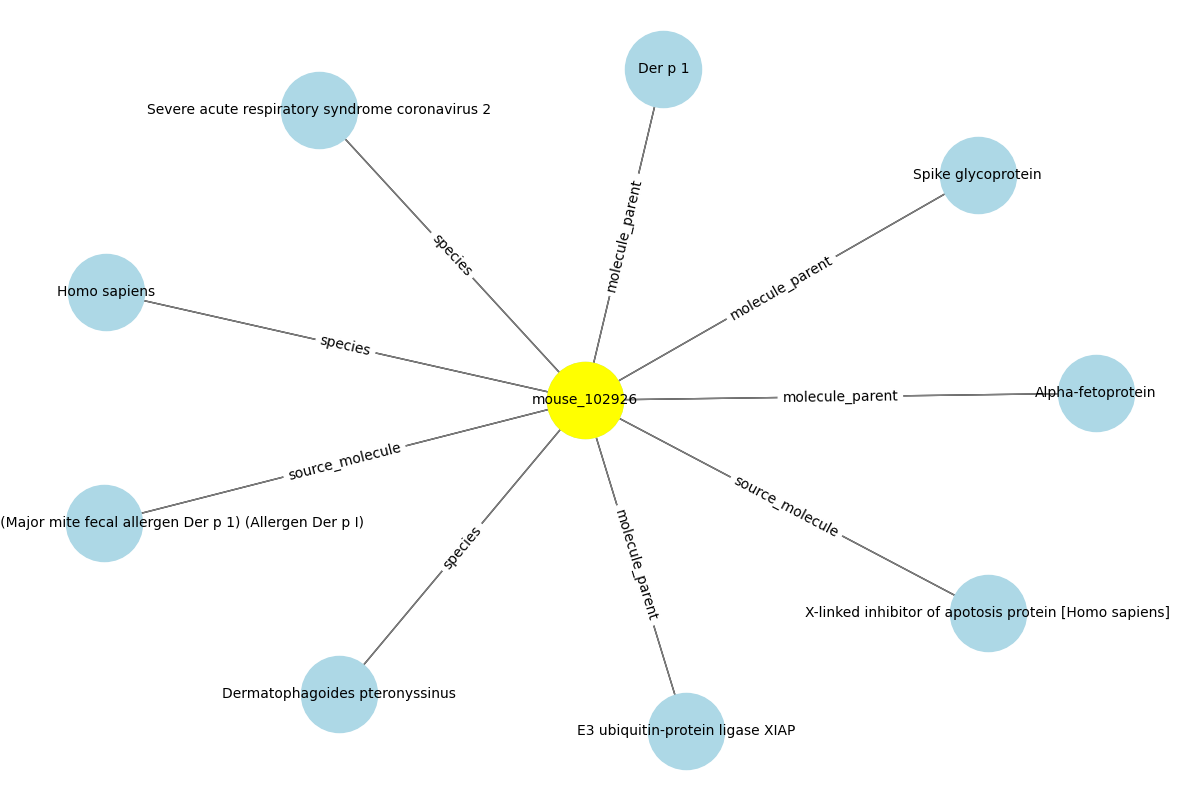 Der p 1
Severe acute respiratory syndrome coronavirus 2
Spike glycoprotein
molecule_parent
species
molecule_parent
Homo sapiens
species
molecule_parent
Alpha-fetoprotein
mouse_102926
source_molecule
source_molecule
(Major mite fecal allergen Der p 1) (Allergen Der p I)
species
molecule_parent
X-linked inhibitor of apotosis protein [Homo sapiens]
Dermatophagoides pteronyssinus
E3 ubiquitin-protein ligase XIAP